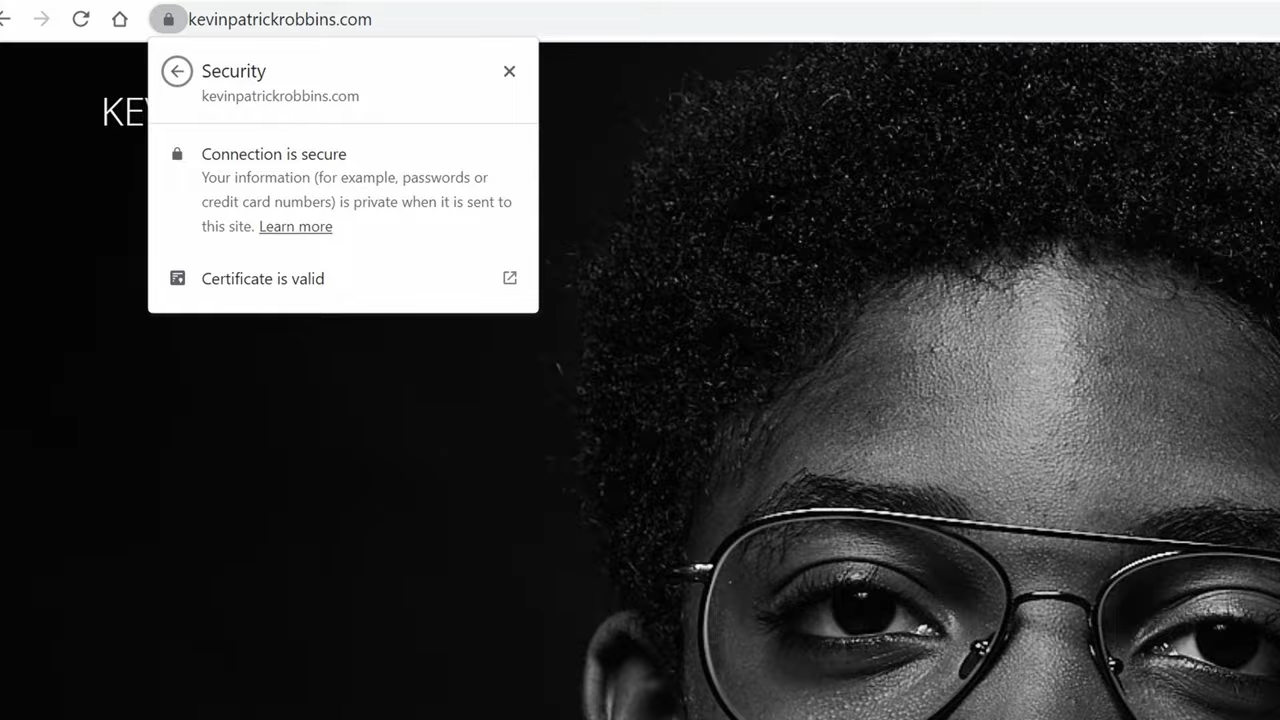 kevinpatrickrobbins.com
Security
kevinpatrickrobbins.com
KE
Connection is secure
Your information (for example, passwords or
credit card numbers) is private when it is sent to
this site. Learn more
Certificate is valid